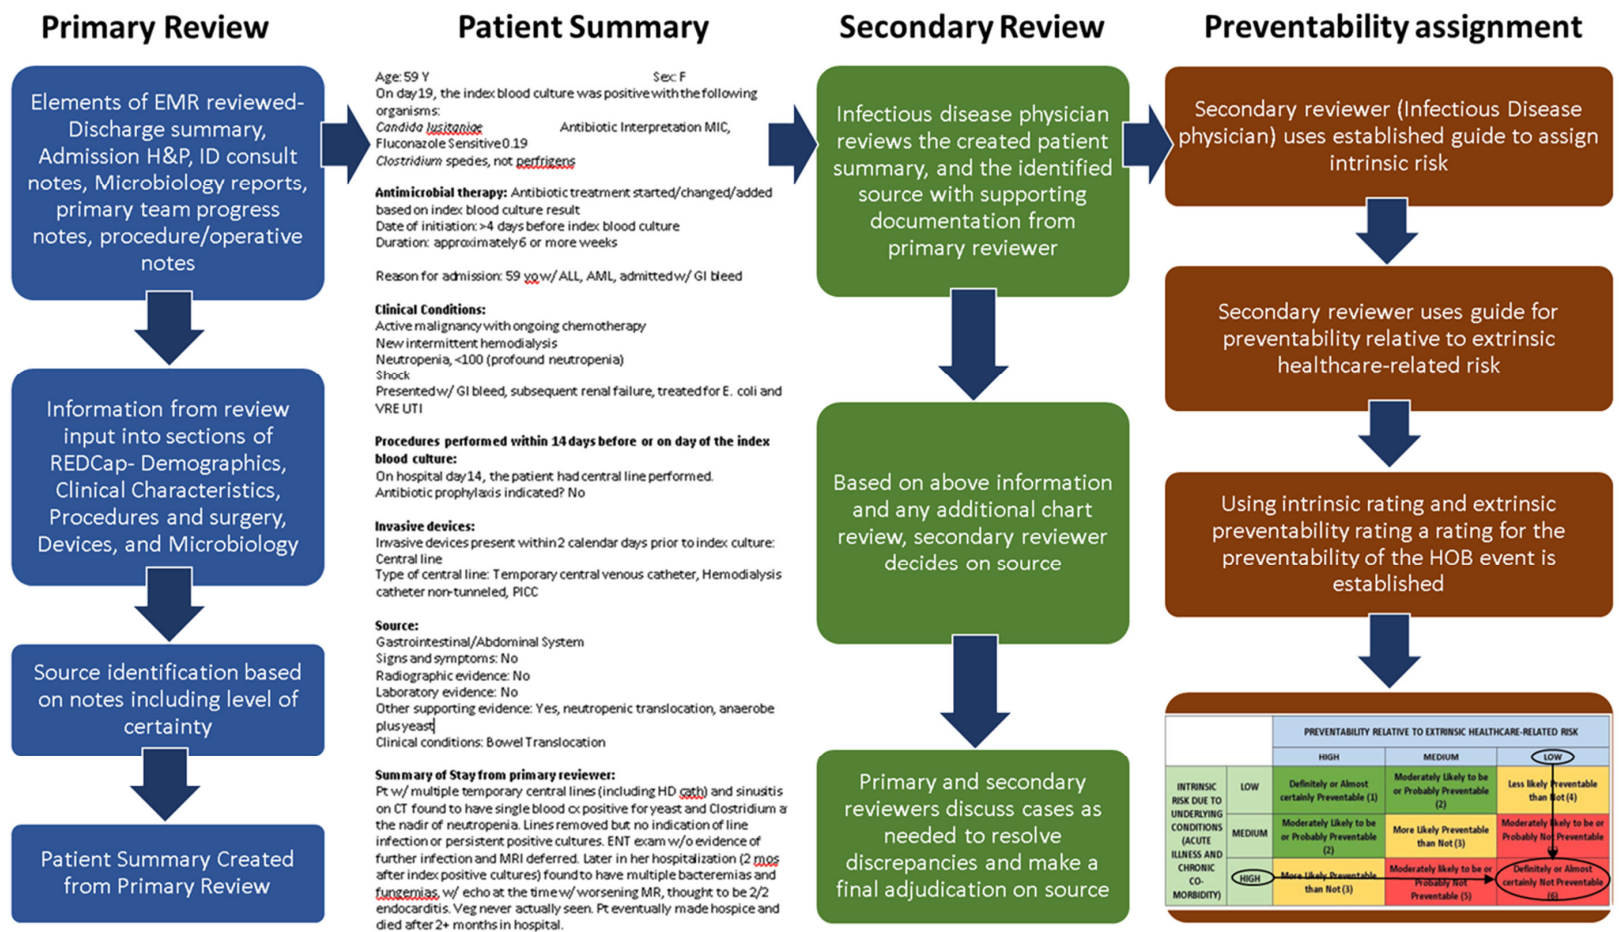 Primary Review
Elements of EMR reviewed-
Discharge summary,
Admission H&P, ID consult
notes, Microbiology reports,
primary team progress
notes, procedure/operative
notes
Information from review
input into sections of
REDCap- Demographics,
Clinical Characteristics,
Procedures and surgery,
Devices, and Microbiology
Source identification based
on notes including level of
certainty
Patient Summary Created
from Primary Review
Patient Summary
Age: 59 Y Sex: F
On day 19, the index blood culture was positive with the following
organisms:
Candida lusitaniae Antibiotic Interpretation MIC,
Fluconazole Sensitive 0.19
Clostridium species, not perfrigens
Antimicrobial therapy: Antibiotic treatment started/changed/added
based on index blood culture result
Date of initiation: >4 days before index blood culture
Duration: approximately 6 or more weeks
Reason for admission: 59 yo w/ ALL, AML, admitted w/ GI bleed
Clinical Conditions:
Active malignancy with ongoing chemotherapy
New intermittent hemodialysis
Neutropenia, <100 (profound neutropenia)
Shock
Presented w/ GI bleed, subsequent renal failure, treated for E. coli and
VRE UTI
Procedures performed within 14 days before or on day of the index
blood culture:
On hospital day 14, the patient had central line performed.
Antibiotic prophylaxis indicated? No
Invasive devices:
Invasive devices present within 2 calendar days prior to index culture:
Central line
Type of central line: Temporary central venous catheter, Hemodialysis
catheter non-tunneled, PICC
Source:
Gastrointestinal/Abdominal System
Signs and symptoms: No
Radiographic evidence: No
Laboratory evidence: No
Other supporting evidence: Yes, neutropenic translocation, anaerobe
plus yeast
Clinical conditions: Bowel Translocation
Summary of Stay from primary reviewer:
Pt w/ multiple temporary central lines (including HD cath) and sinusitis
on CT found to have single blood cx positive for yeast and Clostridium a
the nadir of neutropenia. Lines removed but no indication of line
infection or persistent positive cultures. ENT exam w/o evidence of
further infection and MRI deferred. Later in her hospitalization (2 mos
after index positive cultures) found to have multiple bacteremias and
fungemias, w/ echo at the time w/ worsening MR, thought to be 2/2
endocarditis. Veg never actually seen. Pt eventually made hospice and
died after 2+ months in hospital.
Secondary Review
Infectious disease physician
reviews the created patient
summary, and the identified
source with supporting
documentation from
primary reviewer
Based on above information
and any additional chart
review, secondary reviewer
decides on source
Primary and secondary
reviewers discuss cases as
needed to resolve
discrepancies and make a
final adjudication on source
Preventability assignment
Secondary reviewer (Infectious Disease
physician) uses established guide to assign
intrinsic risk
Secondary reviewer uses guide for
preventability relative to extrinsic
healthcare-related risk
Using intrinsic rating and extrinsic
preventability rating a rating for the
preventability of the HOB event is
established
PREVENTABILITY RELATIVE TO EXTRINSIC HEALTHCARE-RELATED RISK
HIGH MEDIUM LOW
INTRINSIC
RISK DUE TO
UNDERLYING
CONDITIONS
(ACUTE
ILLNESS AND
CHRONIC
CO-
MORBIDITY)
LOW
Definitely or Almost
certainly Preventable (1)
Moderately Likely to be
or Probably Preventable
(2)
Less likely Preventable
than Not (4)
MEDIUM
Moderately Likely to be
or Probably Preventable
(2)
More Likely Preventable
than Not (3)
Moderately likely to be or
Probably Not Preventable
HIGH
More Likely Preventable
than Not (3)
Moderately likely to be or
Probably Not
Preventable (5)
Definitely or Almost
certainly Not Preventable
(6)